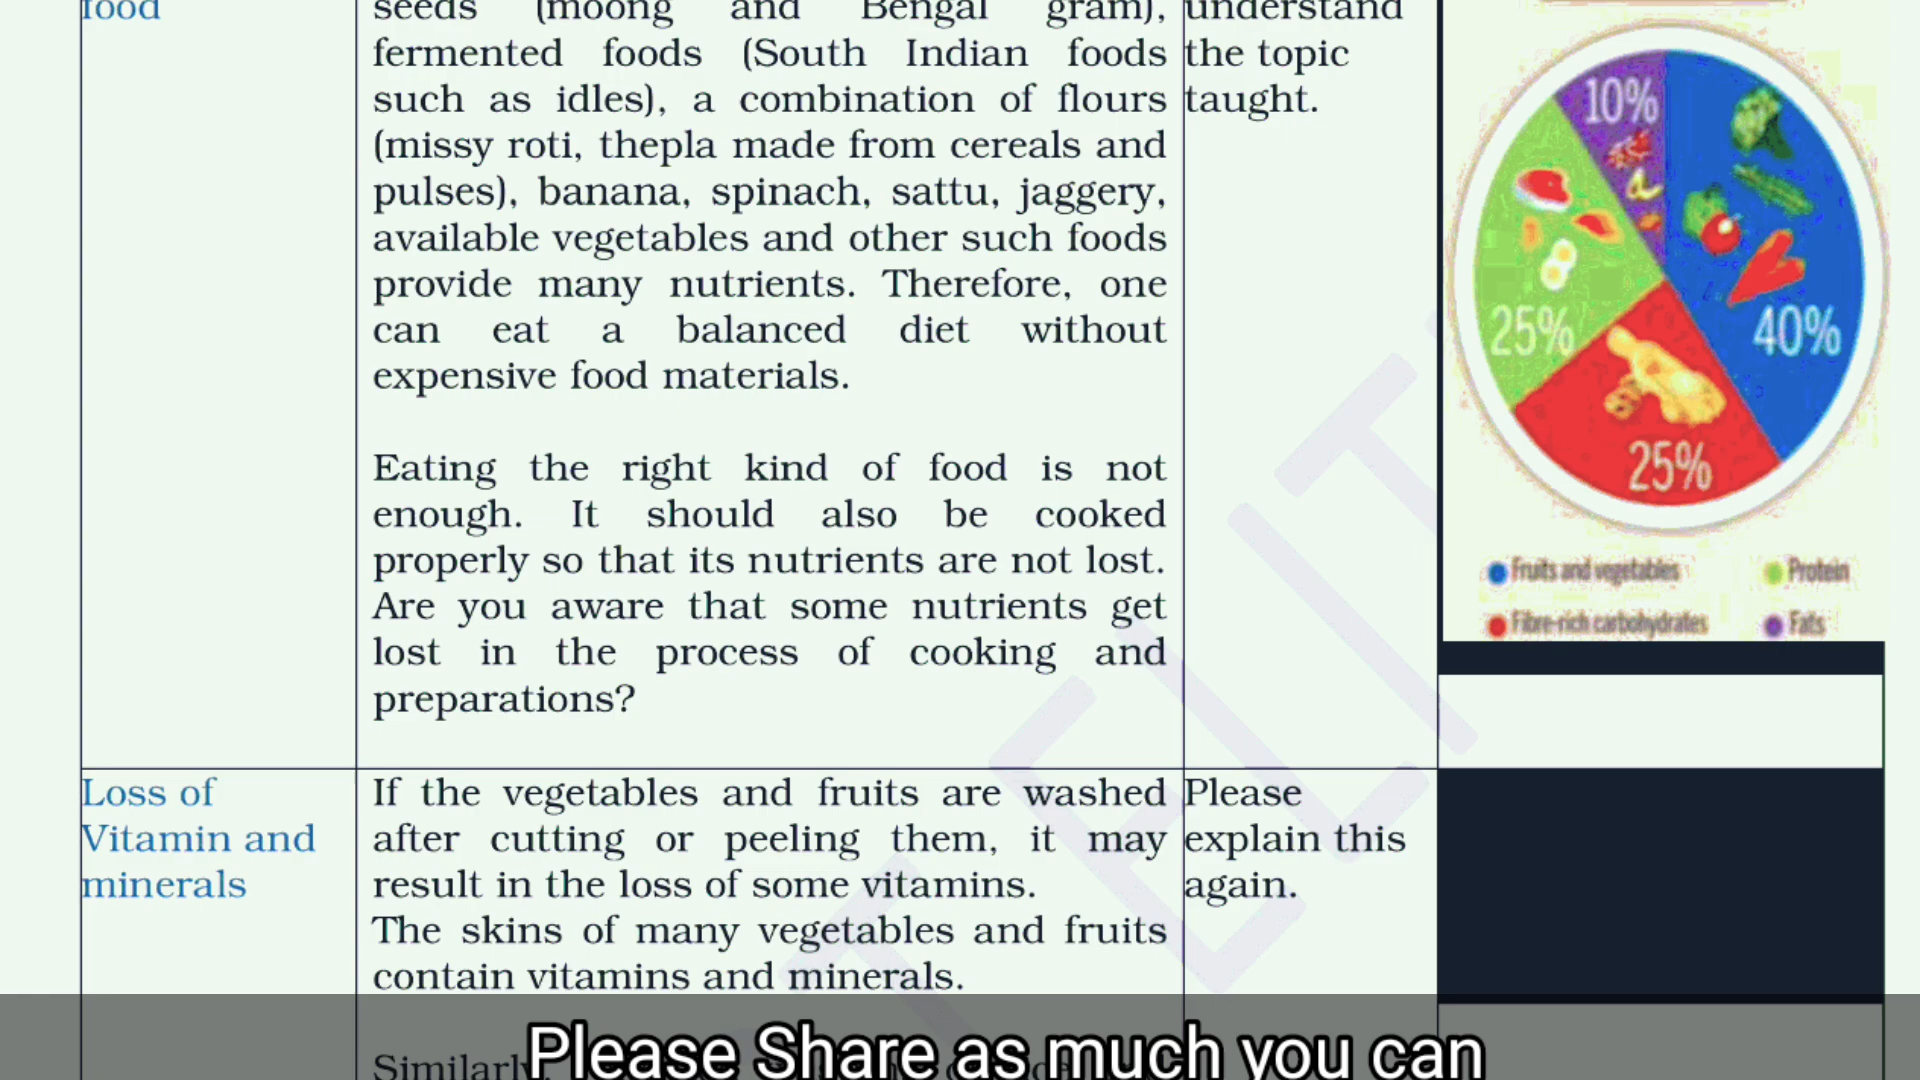 food
seeds (moong and Bengal gram),
fermented foods (South Indian foods
such as idles), a combination of flours
(missy roti, thepla made from cereals and
pulses), banana, spinach, sattu, jaggery,
available vegetables and other such foods
provide many nutrients. Therefore, one
can eat a balanced diet without
expensive food materials.
Eating the right kind of food is not
enough. It should also be cooked
properly so that its nutrients are not lost.
Are you aware that some nutrients get
lost in the process of cooking and
preparations?
understand
the topic
taught.
10%
40%
25%
25%
Fruits and vegetables
Protein
Fibre-rich carbohydrates
Fats
Loss of
Vitamin and
minerals
If the vegetables and fruits are washed
after cutting or peeling them, it may
result in the loss of some vitamins.
The skins of many vegetables and fruits
contain vitamins and minerals.
Similarly
Please
explain this
again.
Please Share as much you can